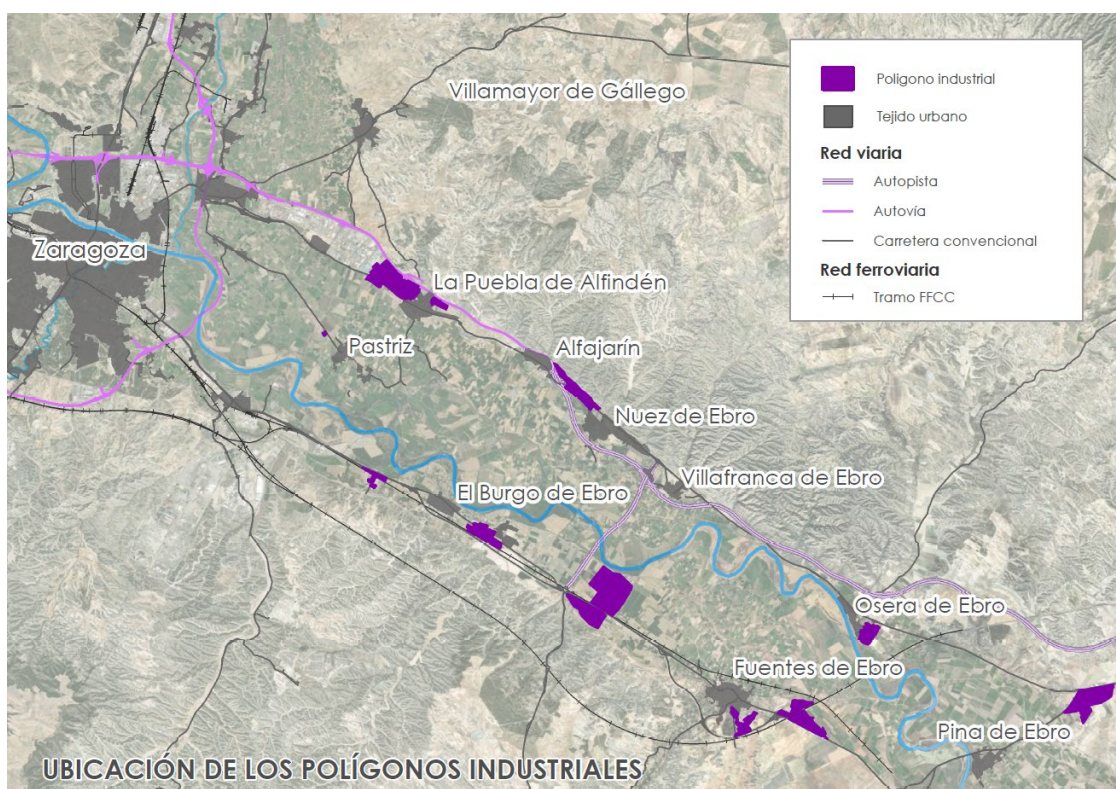 Villamayor de Gállego
Zaragoza
La Puebla de Alfindén
Pastriz
Alfajarín
Nuez de Ebro
Villafranca de Ebro
El Burgo de Ebro
Osera de Ebro
Fuentes de Ebro
Pina de Ebro
UBICACIÓN DE LOS POLÍGONOS INDUSTRIALES
Polígono industrial
Tejido urbano
Red viaria
Autopista
Autovía
Carretera convencional
Red ferroviaria
Tramo FFCC